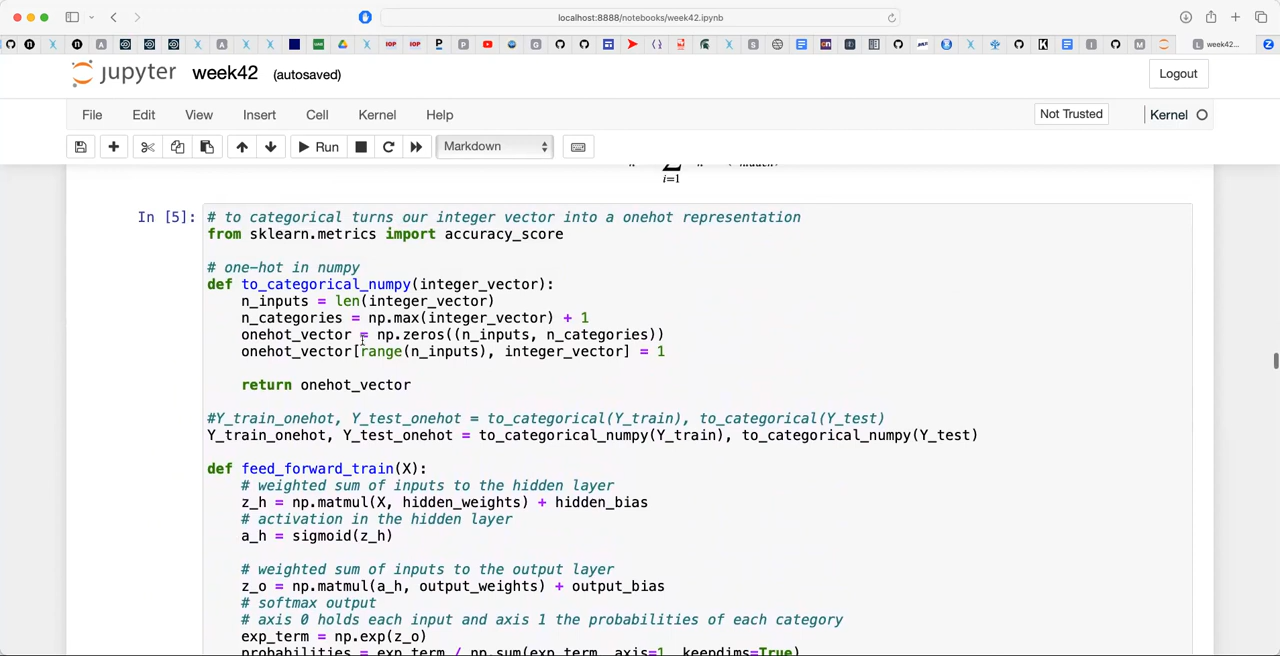 localhost:8888/notebooks/week42.ipynb
week42...
jupyter week42 (autosaved)
Logout
File Edit View Insert Cell Kernel Help
Not Trusted
Kernel
Run
Markdown
i=1
In [5]:
# to categorical turns our integer vector into a onehot representation
from sklearn.metrics import accuracy_score
# one-hot in numpy
def to_categorical_numpy(integer_vector):
n_inputs = len(integer_vector)
n_categories = np.max(integer_vector) + 1
onehot_vector = np.zeros((n_inputs, n_categories))
onehot_vector[range(n_inputs), integer_vector] = 1
return onehot_vector
#Y_train_onehot, Y_test_onehot = to_categorical(Y_train), to_categorical(Y_test)
Y_train_onehot, Y_test_onehot = to_categorical_numpy(Y_train), to_categorical_numpy(Y_test)
def feed_forward_train(X):
# weighted sum of inputs to the hidden layer
z_h = np.matmul(X, hidden_weights) + hidden_bias
# activation in the hidden layer
a_h = sigmoid(z_h)
# weighted sum of inputs to the output layer
z_o = np.matmul(a_h, output_weights) + output_bias
# softmax output
# axis 0 holds each input and axis 1 the probabilities of each category
exp_term = np.exp(z_o)
probabilities = exp_term / np.sum(exp_term, axis=1, keepdims=True)